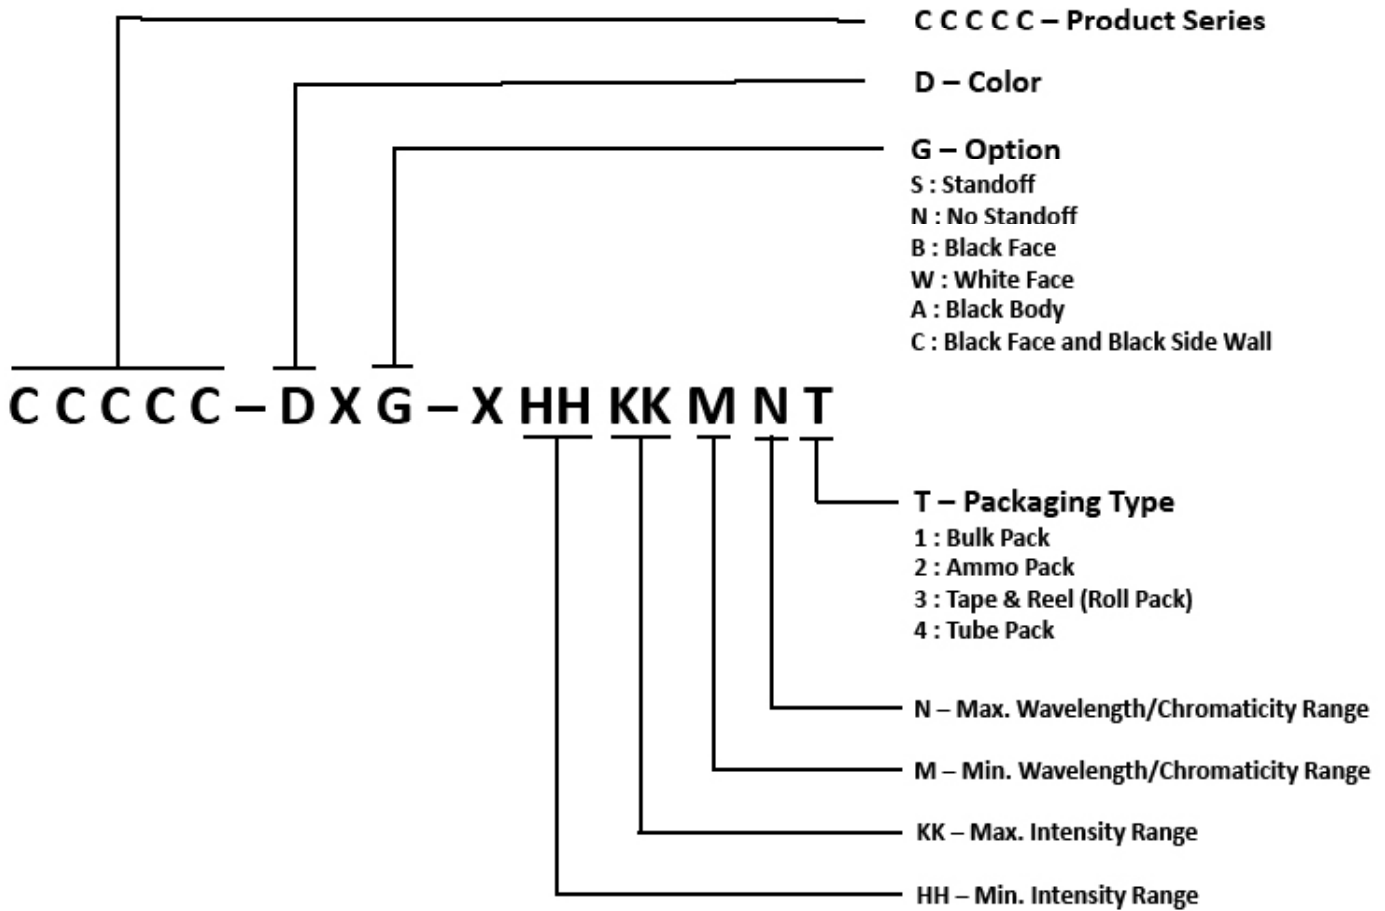 C C C C C – Product Series
D – Color
G – Option
S : Standoff
N : No Standoff
B : Black Face
W : White Face
A : Black Body
C : Black Face and Black Side Wall
C C C C C – D X G – X HH KK M N T
T – Packaging Type
1 : Bulk Pack
2 : Ammo Pack
3 : Tape & Reel (Roll Pack)
4 : Tube Pack
N – Max. Wavelength/Chromaticity Range
M – Min. Wavelength/Chromaticity Range
KK – Max. Intensity Range
HH – Min. Intensity Range